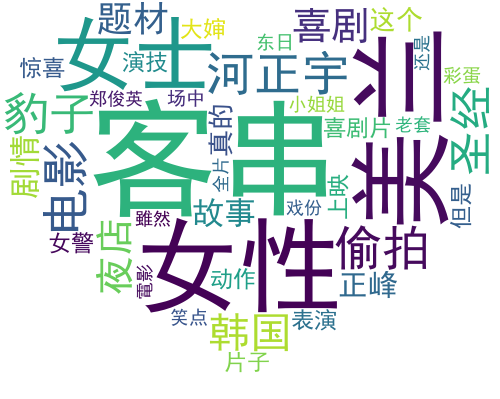 题材
喜剧
这个
大婶
东日
还是
女士
惊喜
演技
河正宇
兰
彩蛋
郑俊英
场中
豹子
客串
真的
小姐姐
喜剧片
老套
美
圣经
剧情
电影
全片
上映
戏份
但是
故事
雖然
女警
夜店
女性
偷拍
電影
动作
正峰
笑点
韩国
表演
片子